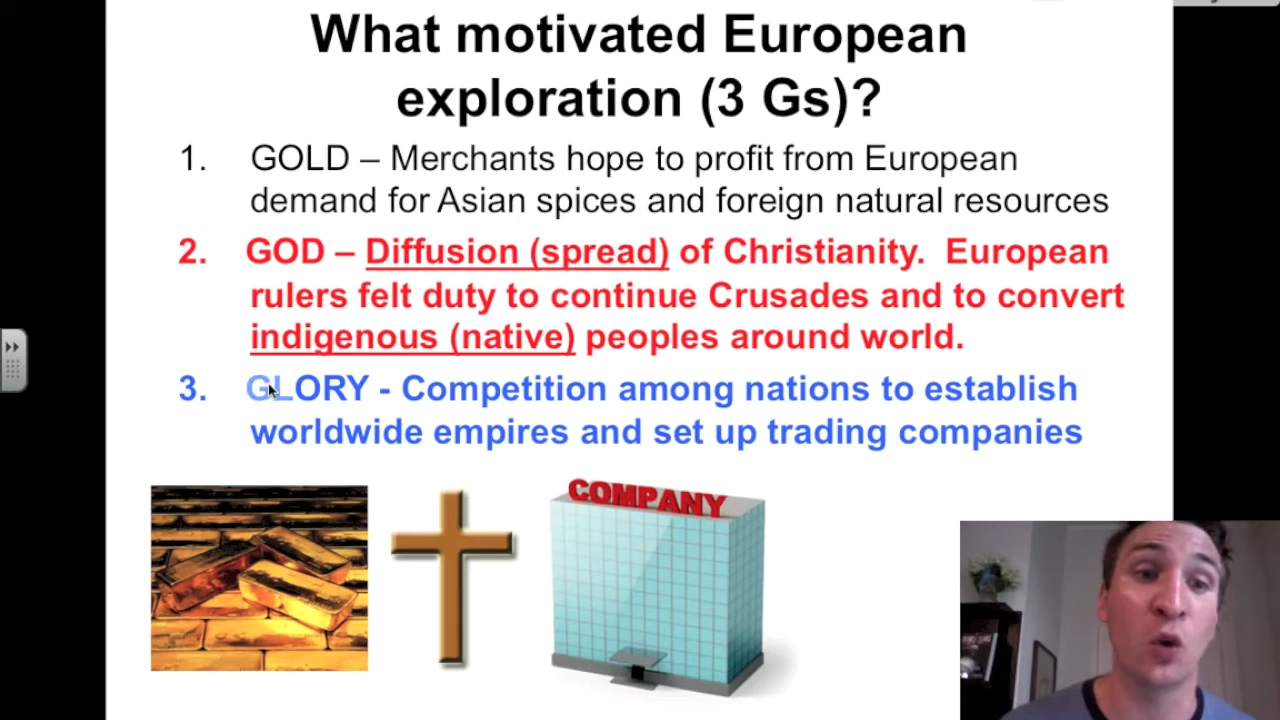 What motivated European
exploration (3 Gs)?
1. GOLD – Merchants hope to profit from European
demand for Asian spices and foreign natural resources
2. GOD – Diffusion (spread) of Christianity. European
rulers felt duty to continue Crusades and to convert
indigenous (native) peoples around world.
3. GLORY - Competition among nations to establish
worldwide empires and set up trading companies
COMPANY